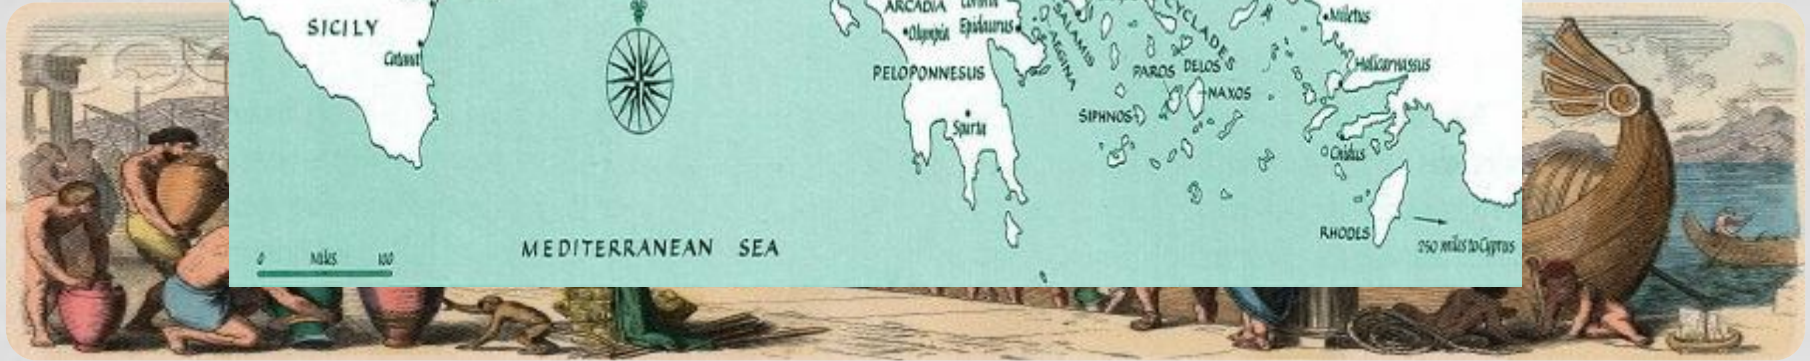 SICILY
Catana
ARCADIA
Olympia
Epidaurus
SALAMIS
AEGINA
CYCLADES
Miletus
PELOPONNESUS
PAROS
DELOS
Halicarnassus
NAXOS
SIPHNOS
Sparta
Cnidus
RHODES
250 miles to Cyprus
MEDITERRANEAN SEA
0 Miles 100